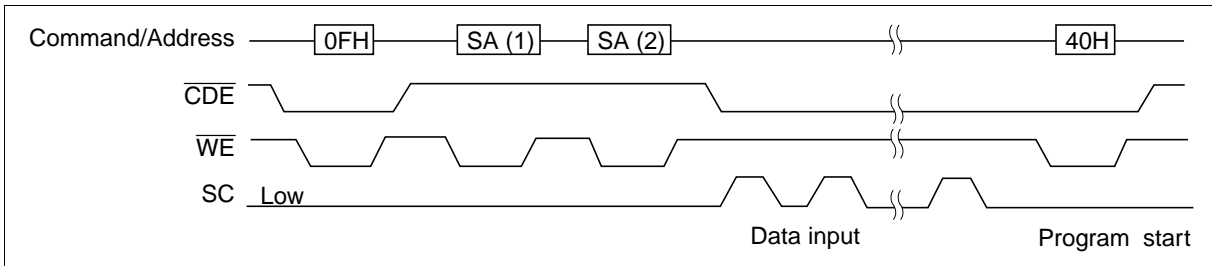 Command/Address 0FH SA (1) SA (2) 40H
CDE
WE
SC Low
Data input Program start